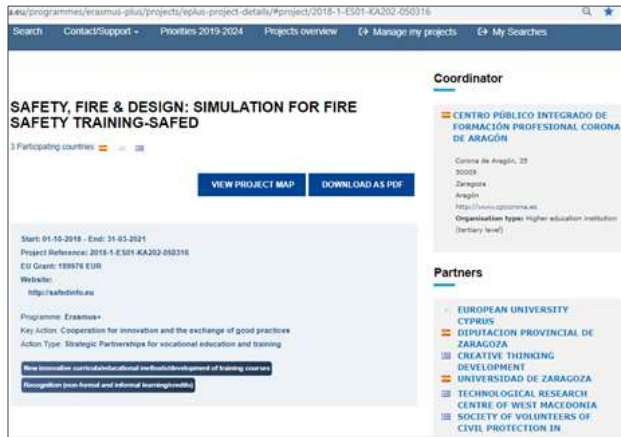 a.eu/programmes/erasmus-plus/projects/eplus-project-details/#project/2018-1-ES01-KA202-050316
Search Contact/Support Priorities 2019-2024 Projects overview Manage my projects My Searches
SAFETY, FIRE & DESIGN: SIMULATION FOR FIRE
SAFETY TRAINING-SAFED
3 Participating countries:
VIEW PROJECT MAP DOWNLOAD AS PDF
Start: 01-10-2018 - End: 31-03-2021
Project Reference: 2018-1-ES01-KA202-050316
EU Grant: 189976 EUR
Website:
http://safedinfo.eu
Programme: Erasmus+
Key Action: Cooperation for innovation and the exchange of good practices
Action Type: Strategic Partnerships for vocational education and training
New innovative curricula/educational methods/development of training courses
Recognition (non-formal and informal learning/credits)
Coordinator
CENTRO PÚBLICO INTEGRADO DE
FORMACIÓN PROFESIONAL CORONA
DE ARAGÓN
Corona de Aragón, 35
50009
Zaragoza
Aragón
http://www.cpicorona.es
Organisation type: Higher education institution
(tertiary level)
Partners
EUROPEAN UNIVERSITY
CYPRUS
DIPUTACION PROVINCIAL DE
ZARAGOZA
CREATIVE THINKING
DEVELOPMENT
UNIVERSIDAD DE ZARAGOZA
TECHNOLOGICAL RESEARCH
CENTRE OF WEST MACEDONIA
SOCIETY OF VOLUNTEERS OF
CIVIL PROTECTION IN